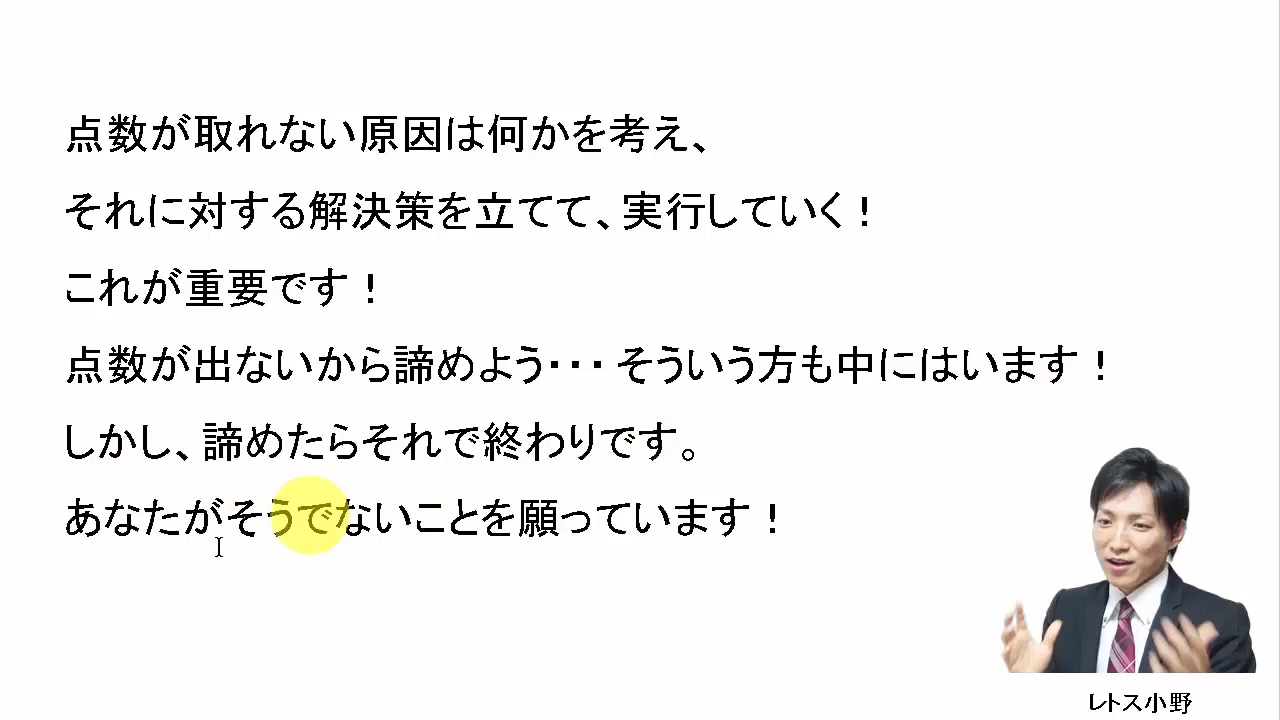 点数が取れない原因は何かを考え、
それに対する解決策を立てて、実行していく！
これが重要です！
点数が出ないから諦めよう・・・そういう方も中にはいます！
しかし、諦めたらそれで終わりです。
あなたがそうでないことを願っています！
レトス小野